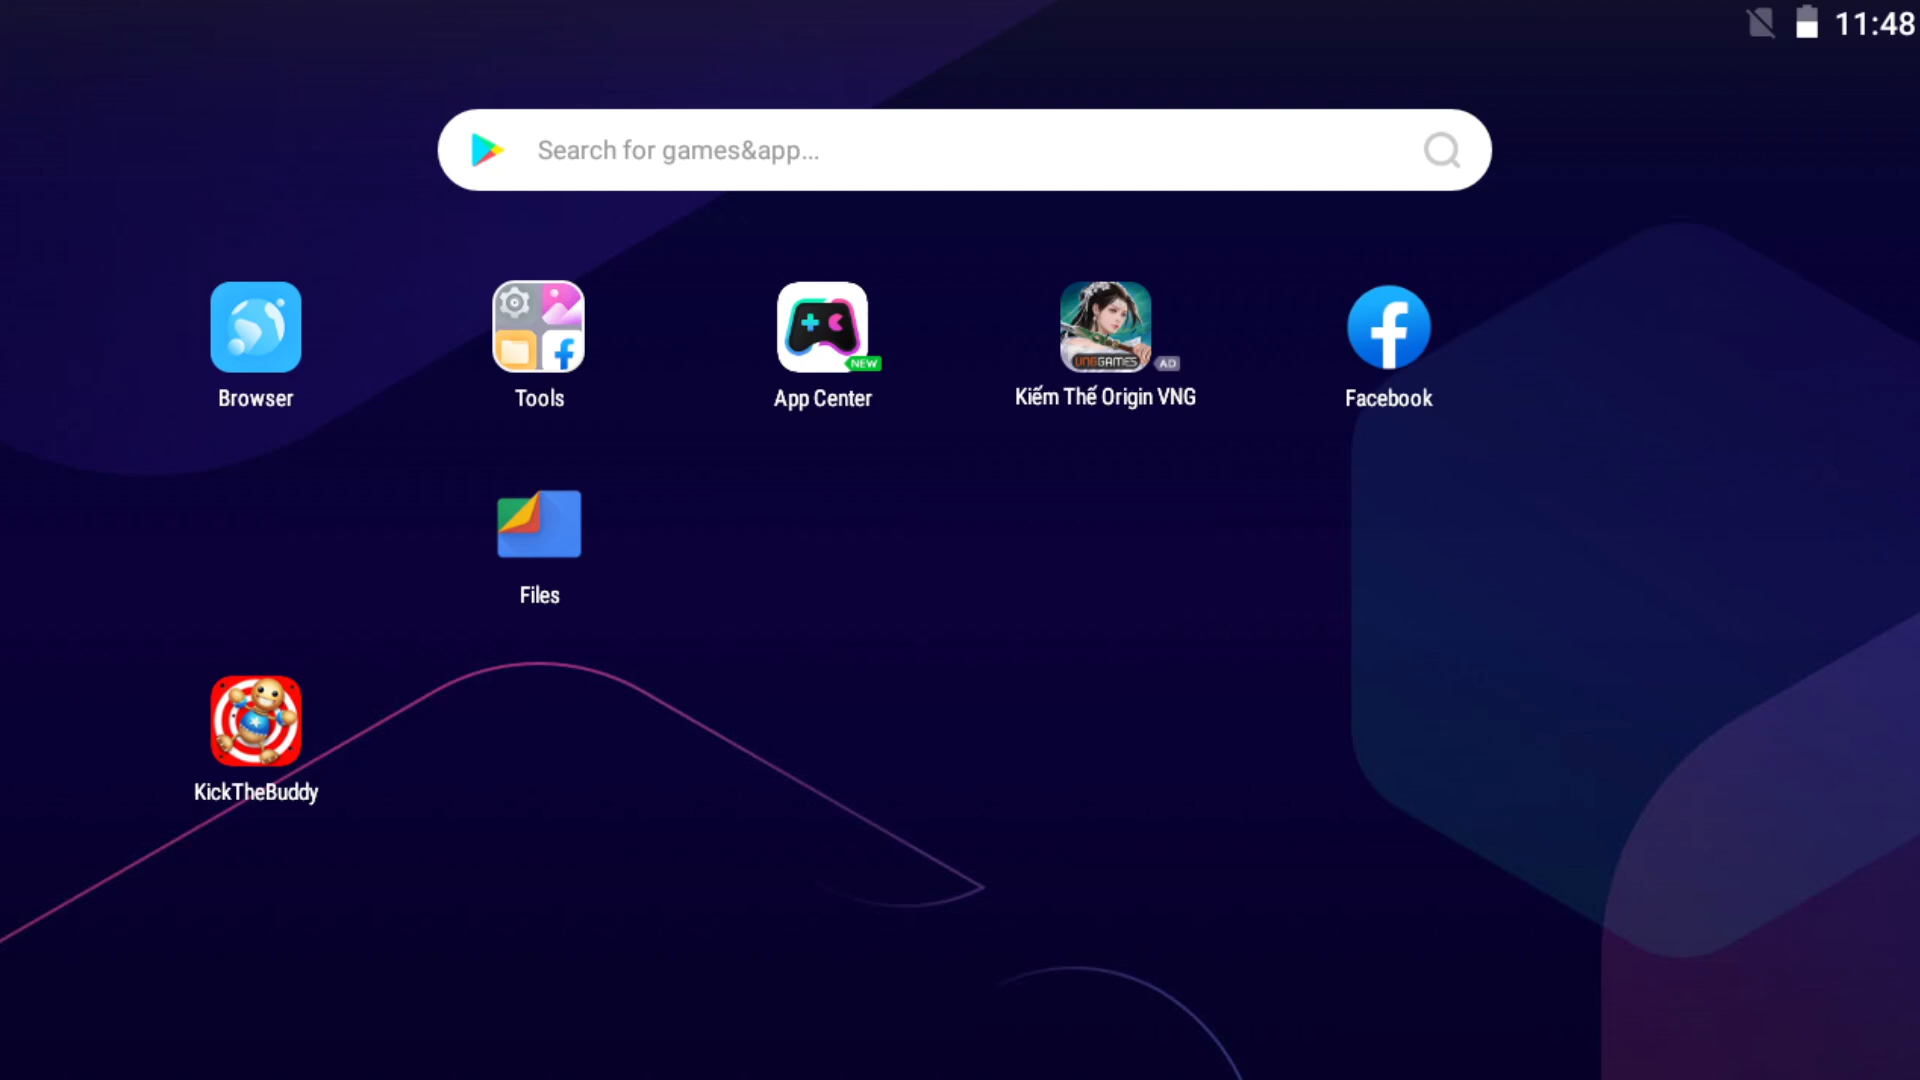 11:48
Search for games&app...
NEW
VNGGAMES
AD
Browser
Tools
App Center
Kiếm Thế Origin VNG
Facebook
Files
KickTheBuddy